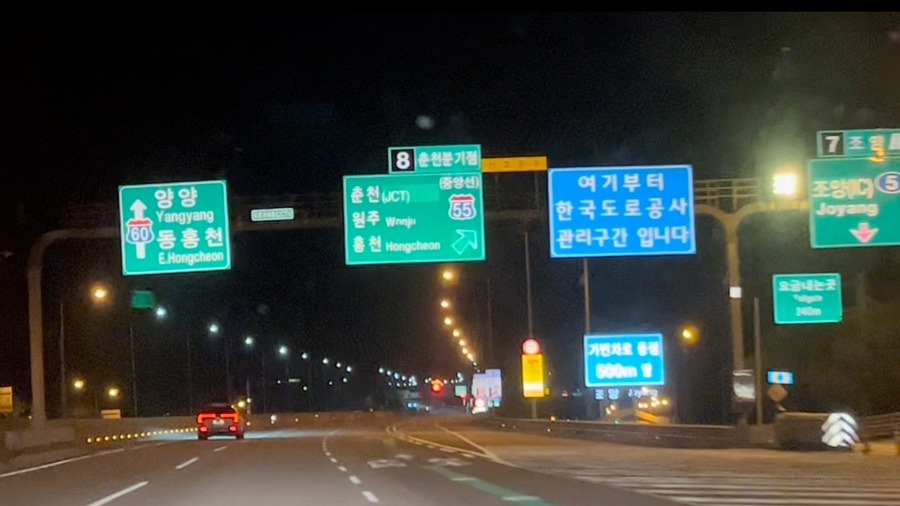 양양
Yangyang
60
동홍천
E.Hongcheon
8 춘천분기점
춘천(JCT) (중앙선)
원주 Wonju
55
홍천 Hongcheon
여기부터
한국도로공사
관리구간 입니다
7 조양
조양(IC) 5
Joyang
요금내는곳
Tollgate
240m
가변차로 종점
500m 앞